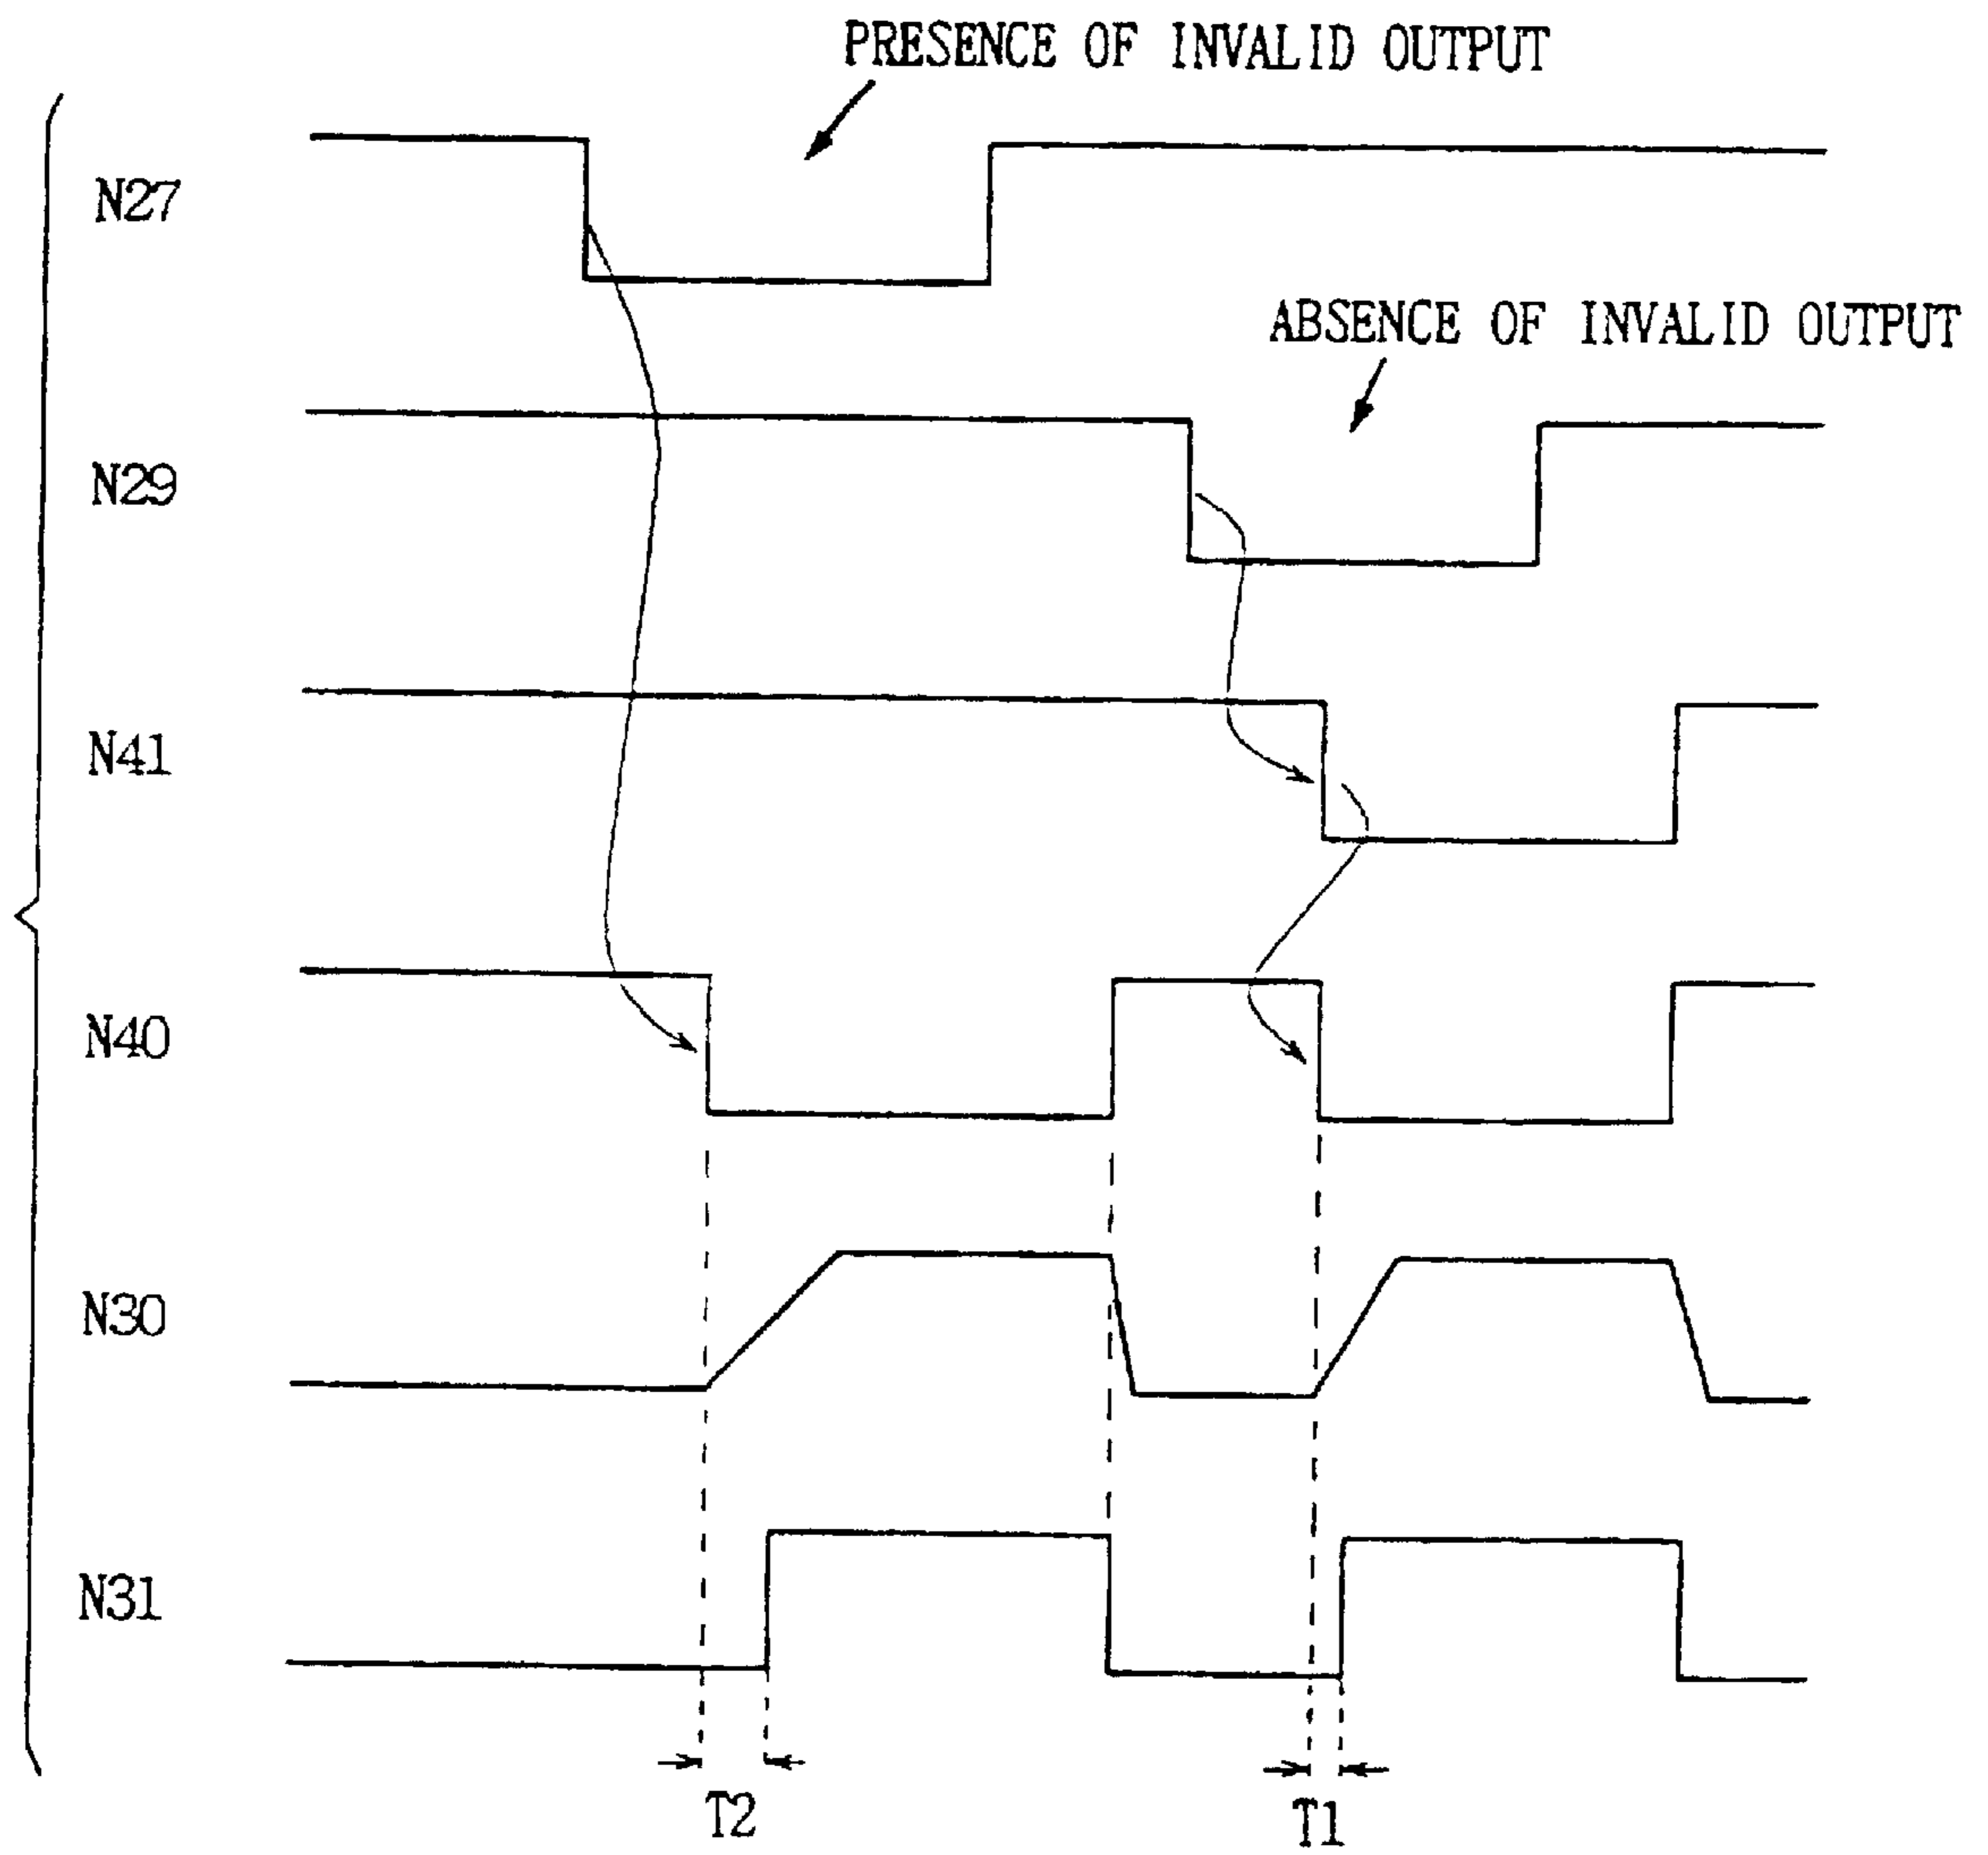 PRESENCE OF INVALID OUTPUT
N27
ABSENCE OF INVALID OUTPUT
N29
N41
N40
N30
N31
T2
T1